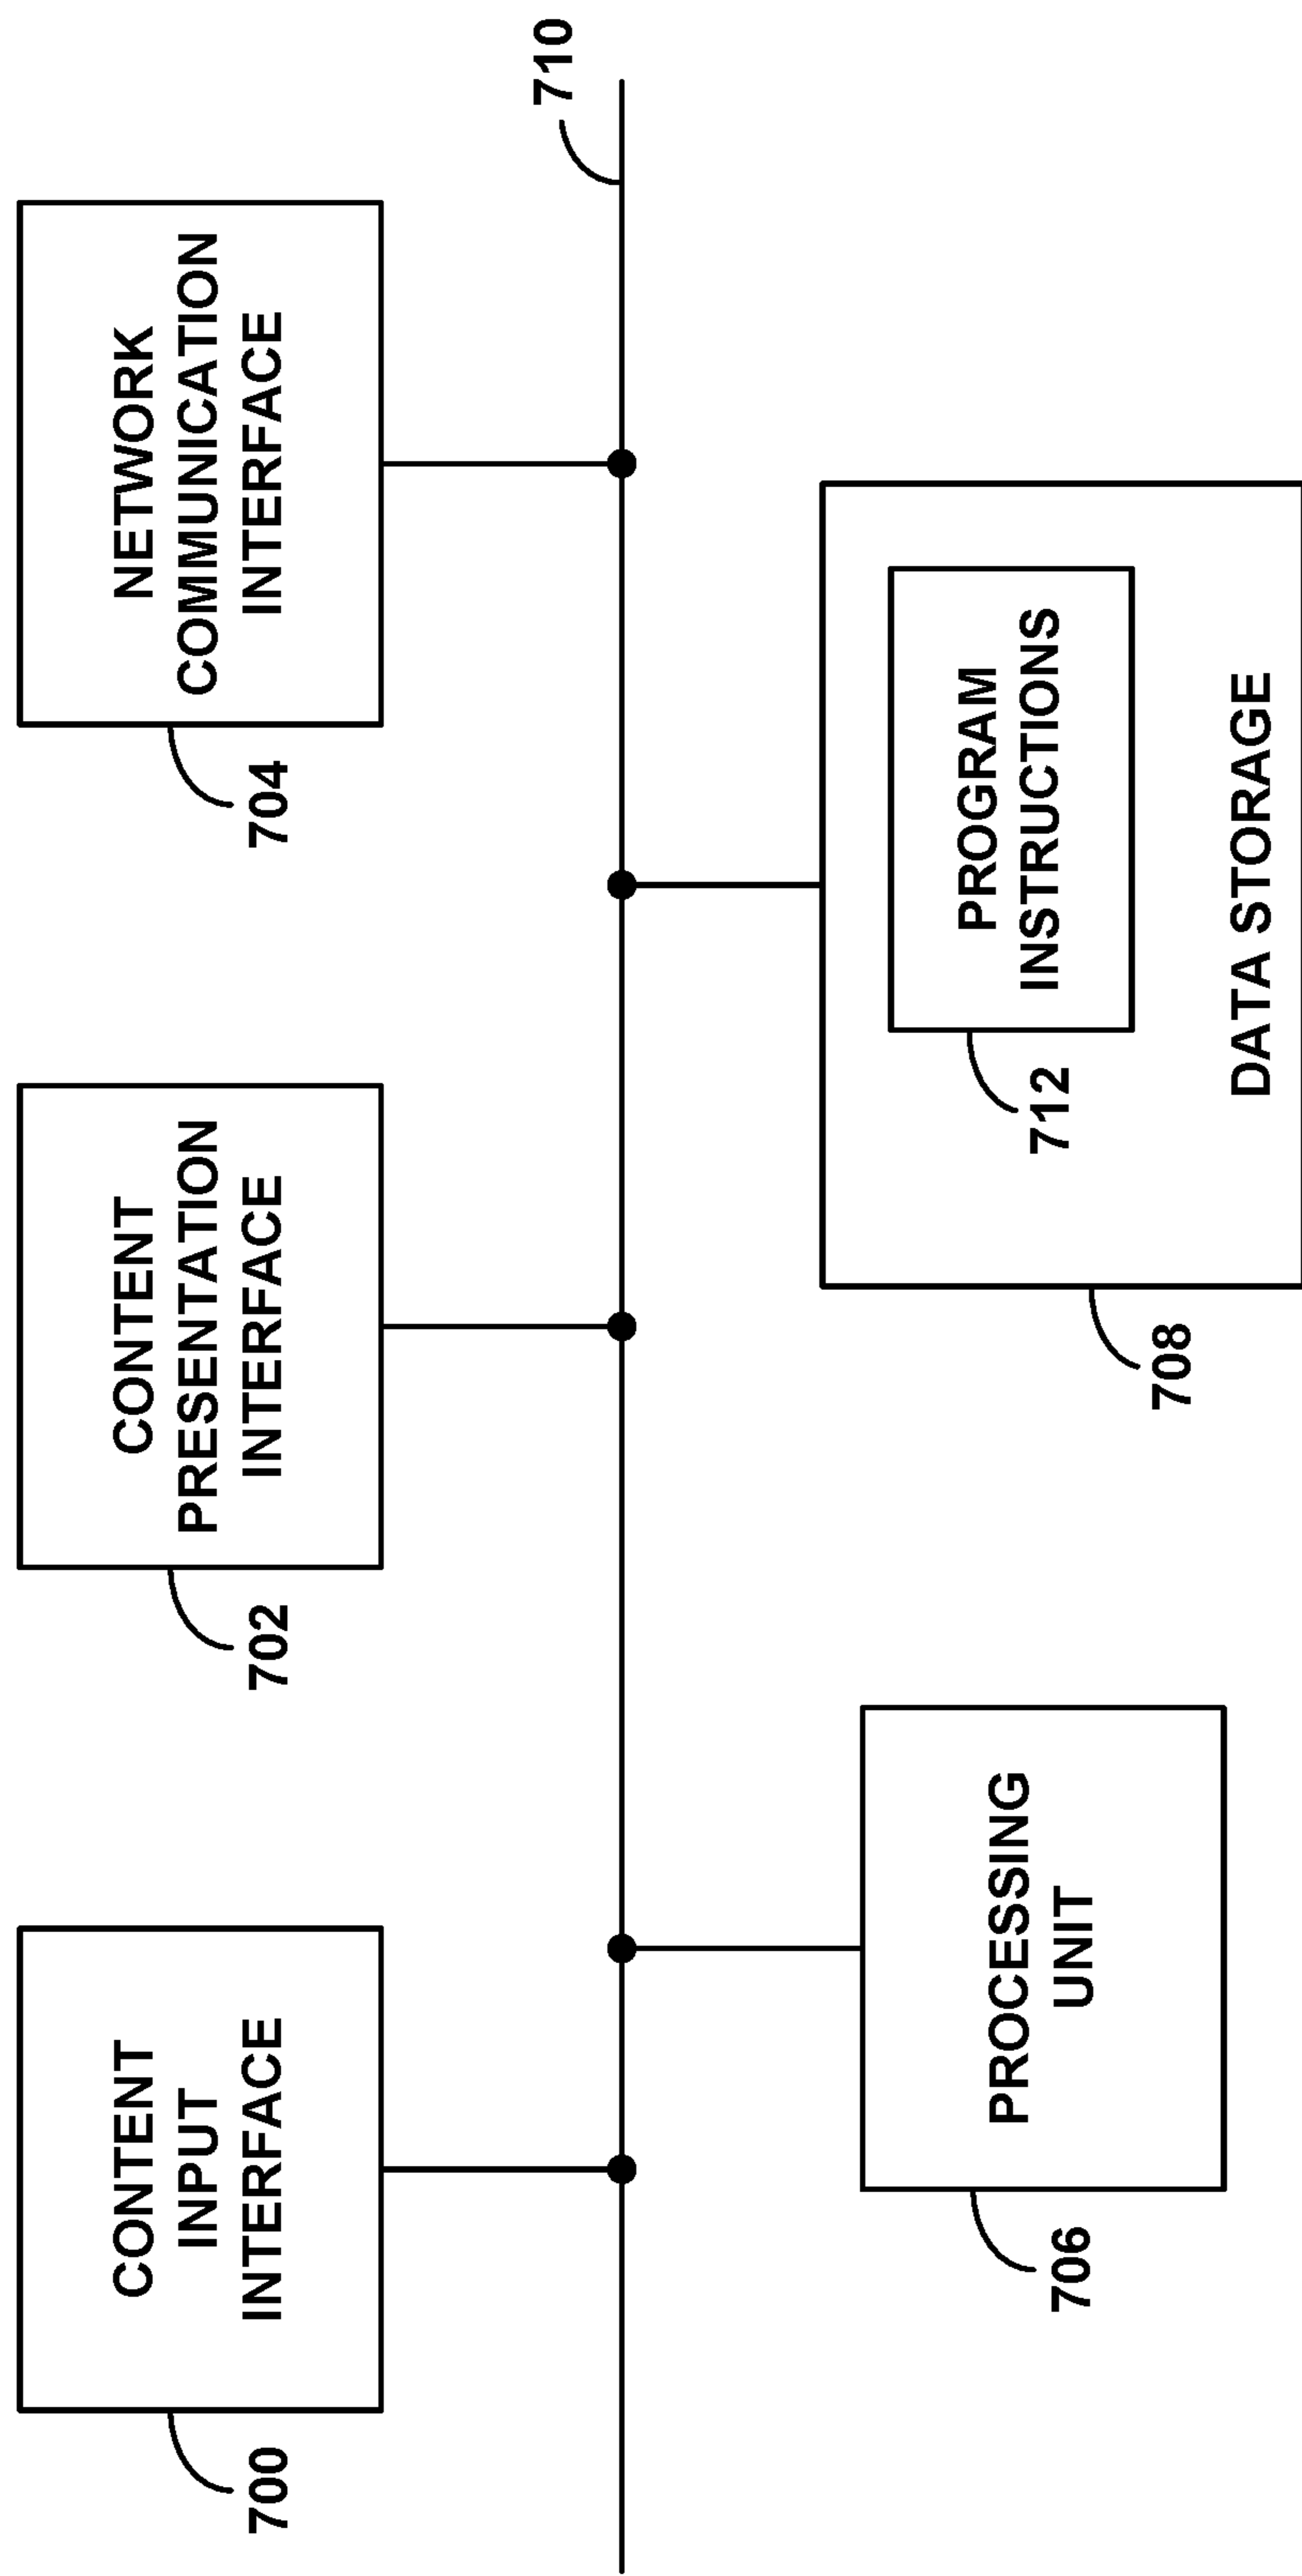 CONTENT
INPUT
INTERFACE
700
CONTENT
PRESENTATION
INTERFACE
702
NETWORK
COMMUNICATION
INTERFACE
704
710
PROCESSING
UNIT
706
PROGRAM
INSTRUCTIONS
712
DATA STORAGE
708